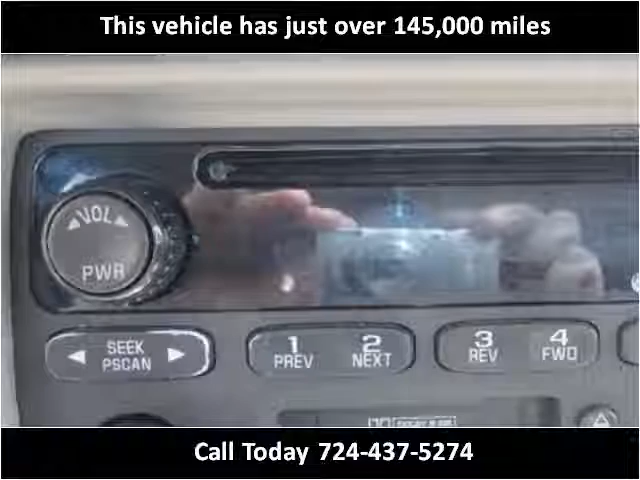 This vehicle has just over 145,000 miles
VOL
PWR
SEEK
PSCAN
1 2 3 4
PREV NEXT REV FWD
Call Today 724-437-5274